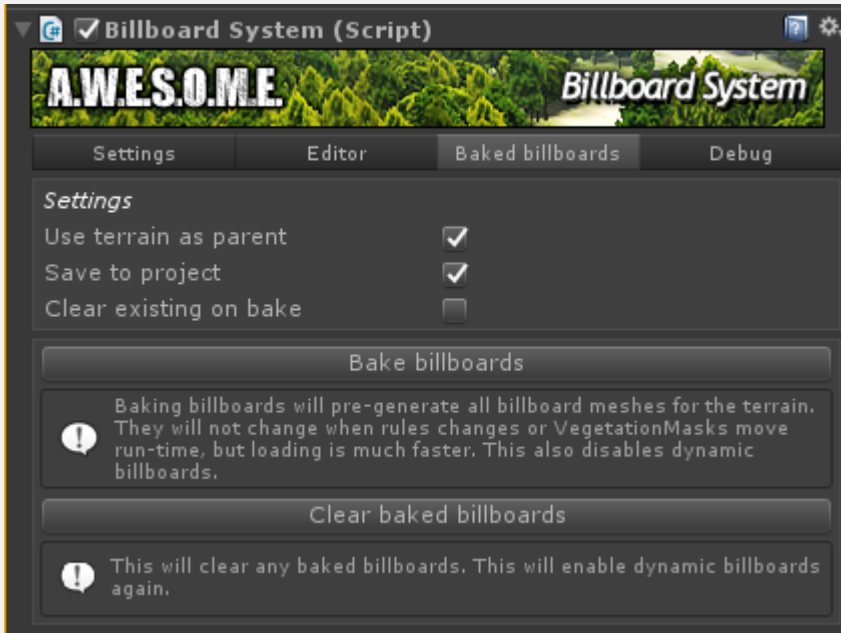 Billboard System (Script)
A.W.E.S.O.M.E.
Billboard System
Settings
Editor
Baked billboards
Debug
Settings
Use terrain as parent
Save to project
Clear existing on bake
Bake billboards
Baking billboards will pre-generate all billboard meshes for the terrain.
They will not change when rules changes or VegetationMasks move
run-time, but loading is much faster. This also disables dynamic
billboards.
Clear baked billboards
This will clear any baked billboards. This will enable dynamic billboards
again.